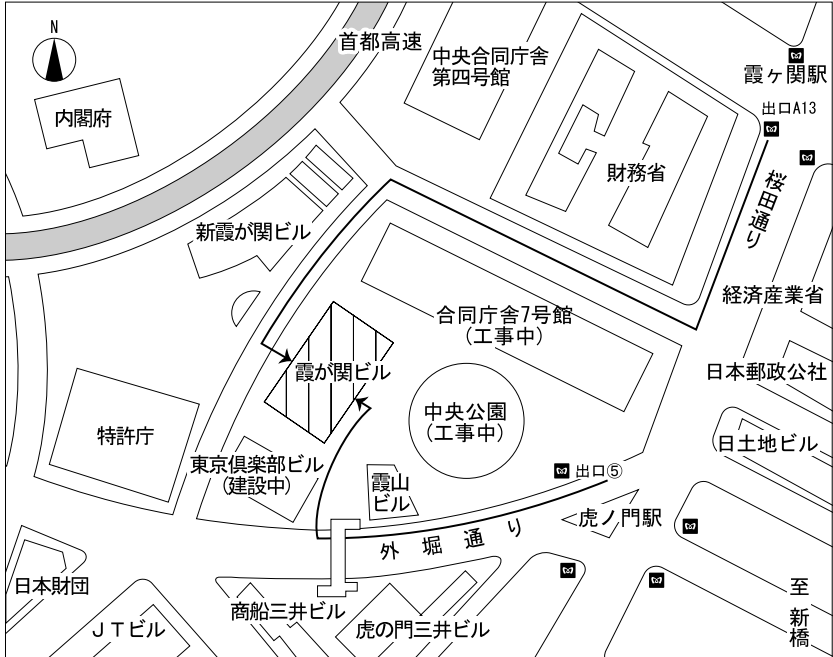 N
首都高速
中央合同庁舎
第四号館
霞ヶ関駅
出口A13
内閣府
財務省
桜田通り
新霞が関ビル
経済産業省
合同庁舎7号館
(工事中)
霞が関ビル
日本郵政公社
中央公園
(工事中)
特許庁
日土地ビル
東京倶楽部ビル
(建設中)
霞山
ビル
出口⑤
虎ノ門駅
外堀通り
日本財団
商船三井ビル
JTビル
虎の門三井ビル
至新橋